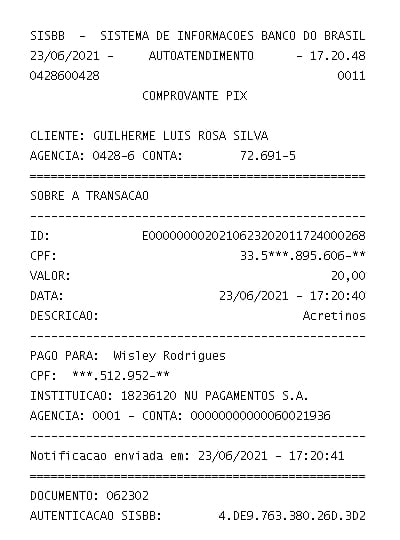 SISBB - SISTEMA DE INFORMACOES BANCO DO BRASIL
23/06/2021 - AUTOATENDIMENTO - 17.20.48
0428600428 0011
COMPROVANTE PIX
CLIENTE: GUILHERME LUIS ROSA SILVA
AGENCIA: 0428-6 CONTA: 72.691-5
================================================
SOBRE A TRANSACAO
------------------------------------------------
ID: E00000000202106232020117240002​68
CPF: 33.5***.895.606-**
VALOR: 20,00
DATA: 23/06/2021 - 17:20:40
DESCRICAO: Acretinos
------------------------------------------------
PAGO PARA: Wisley Rodrigues
CPF: ***.512.952-**
INSTITUICAO: 18236120 NU PAGAMENTOS S.A.
AGENCIA: 0001 - CONTA: 00000000000060021936
------------------------------------------------
Notificacao enviada em: 23/06/2021 - 17:20:41
================================================
DOCUMENTO: 062302
AUTENTICACAO SISBB: 4.DE9.763.380.26D.3D2